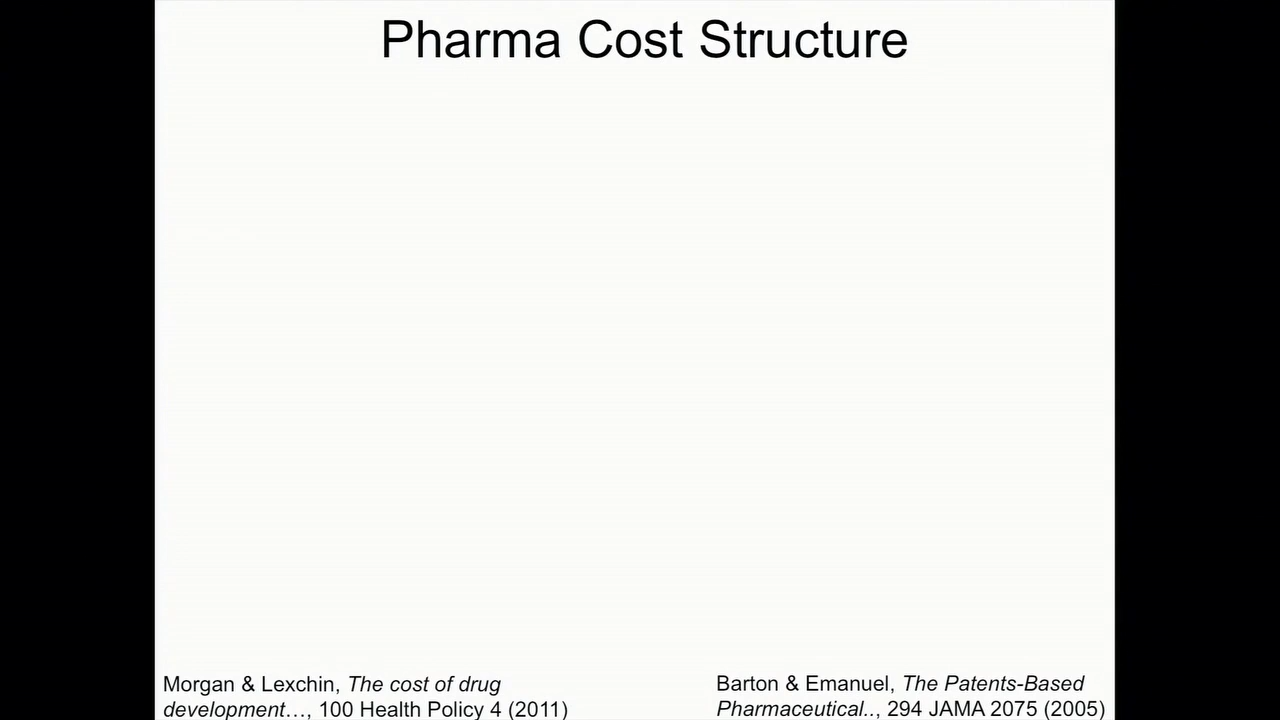 Pharma Cost Structure
Morgan & Lexchin, The cost of drug
development…, 100 Health Policy 4 (2011)
Barton & Emanuel, The Patents-Based
Pharmaceutical.., 294 JAMA 2075 (2005)